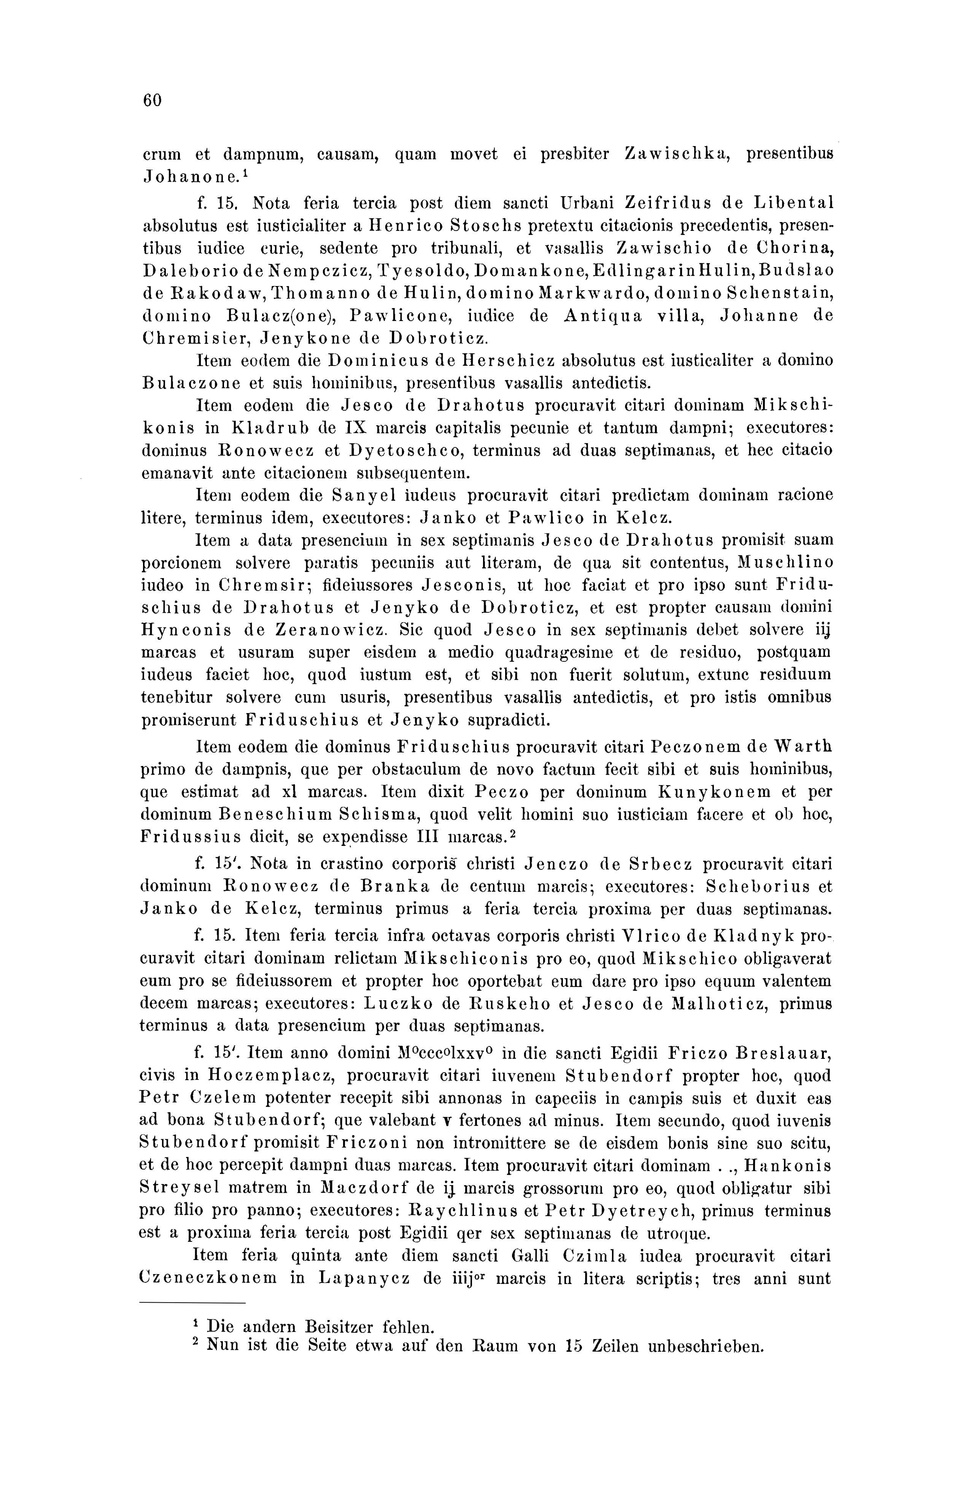 60
crum et dampnum, causam, quam movet ei presbiter Zawischka, presentibus
Johanone.¹
f. 15. Nota feria tercia post diem sancti Urbani Zeifridus de Libental
absolutus est iusticialiter a Henrico Stoschs pretextu citacionis precedentis, presen-
tibus iudice curie, sedente pro tribunali, et vasallis Zawischio de Chorina,
Daleborio de Nempczicz, Tyesoldo, Domankone, Edlingar in Hulin, Budslao
de Rakodaw, Thomanno de Hulin, domino Markwardo, domino Schenstain,
domino Bulacz(one), Pawlicone, iudice de Antiqua villa, Johanne de
Chremisier, Jenykone de Dobroticz.
Item eodem die Dominicus de Herschicz absolutus est iusticaliter a domino
Bulaczone et suis hominibus, presentibus vasallis antedictis.
Item eodem die Jesco de Drahotus procuravit citari dominam Mikschi-
konis in Kladrub de IX marcis capitalis pecunie et tantum dampni; executores:
dominus Ronowecz et Dyetoschco, terminus ad duas septimanas, et hec citacio
emanavit ante citacionem subsequentem.
Item eodem die Sanyel iudeus procuravit citari predictam dominam racione
litere, terminus idem, executores: Janko et Pawlico in Kelcz.
Item a data presencium in sex septimanis Jesco de Drahotus promisit suam
porcionem solvere paratis pecuniis aut literam, de qua sit contentus, Muschlino
iudeo in Chremsir; fideiussores Jesconis, ut hoc faciat et pro ipso sunt Fridu-
schius de Drahotus et Jenyko de Dobroticz, et est propter causam domini
Hynconis de Zeranowicz. Sic quod Jesco in sex septimanis debet solvere iij
marcas et usuram super eisdem a medio quadragesime et de residuo, postquam
iudeus faciet hoc, quod iustum est, et sibi non fuerit solutum, extunc residuum
tenebitur solvere cum usuris, presentibus vasallis antedictis, et pro istis omnibus
promiserunt Friduschius et Jenyko supradicti.
Item eodem die dominus Friduschius procuravit citari Peczonem de Warth
primo de dampnis, que per obstaculum de novo factum fecit sibi et suis hominibus,
que estimat ad xl marcas. Item dixit Peczo per dominum Kunykonem et per
dominum Beneschium Schisma, quod velit homini suo iusticiam facere et ob hoc,
Fridussius dicit, se expendisse III marcas.²
f. 15′. Nota in crastino corporis christi Jenczo de Srbecz procuravit citari
dominum Ronowecz de Branka de centum marcis; executores: Scheborius et
Janko de Kelcz, terminus primus a feria tercia proxima per duas septimanas.
f. 15. Item feria tercia infra octavas corporis christi Vlrico de Kladnyk pro-
curavit citari dominam relictam Mikschiconis pro eo, quod Mikschico obligaverat
eum pro se fideiussorem et propter hoc oportebat eum dare pro ipso equum valentem
decem marcas; executores: Luczko de Ruskeho et Jesco de Malhoticz, primus
terminus a data presencium per duas septimanas.
f. 15′. Item anno domini M⁰ccc⁰lxxv⁰ in die sancti Egidii Friczo Breslauar,
civis in Hoczemplacz, procuravit citari iuvenem Stubendorf propter hoc, quod
Petr Czelem potenter recepit sibi annonas in capeciis in campis suis et duxit eas
ad bona Stubendorf; que valebant v fertones ad minus. Item secundo, quod iuvenis
Stubendorf promisit Friczoni non intromittere se de eisdem bonis sine suo scitu,
et de hoc percepit dampni duas marcas. Item procuravit citari dominam . ., Hankonis
Streysel matrem in Maczdorf de ij marcis grossorum pro eo, quod obligatur sibi
pro filio pro panno; executores: Raychlinus et Petr Dyetreych, primus terminus
est a proxima feria tercia post Egidii qer sex septimanas de utroque.
Item feria quinta ante diem sancti Galli Czimla iudea procuravit citari
Czeneczkonem in Lapanycz de iiijᵒʳ marcis in litera scriptis; tres anni sunt
¹ Die andern Beisitzer fehlen.
² Nun ist die Seite etwa auf den Raum von 15 Zeilen unbeschrieben.